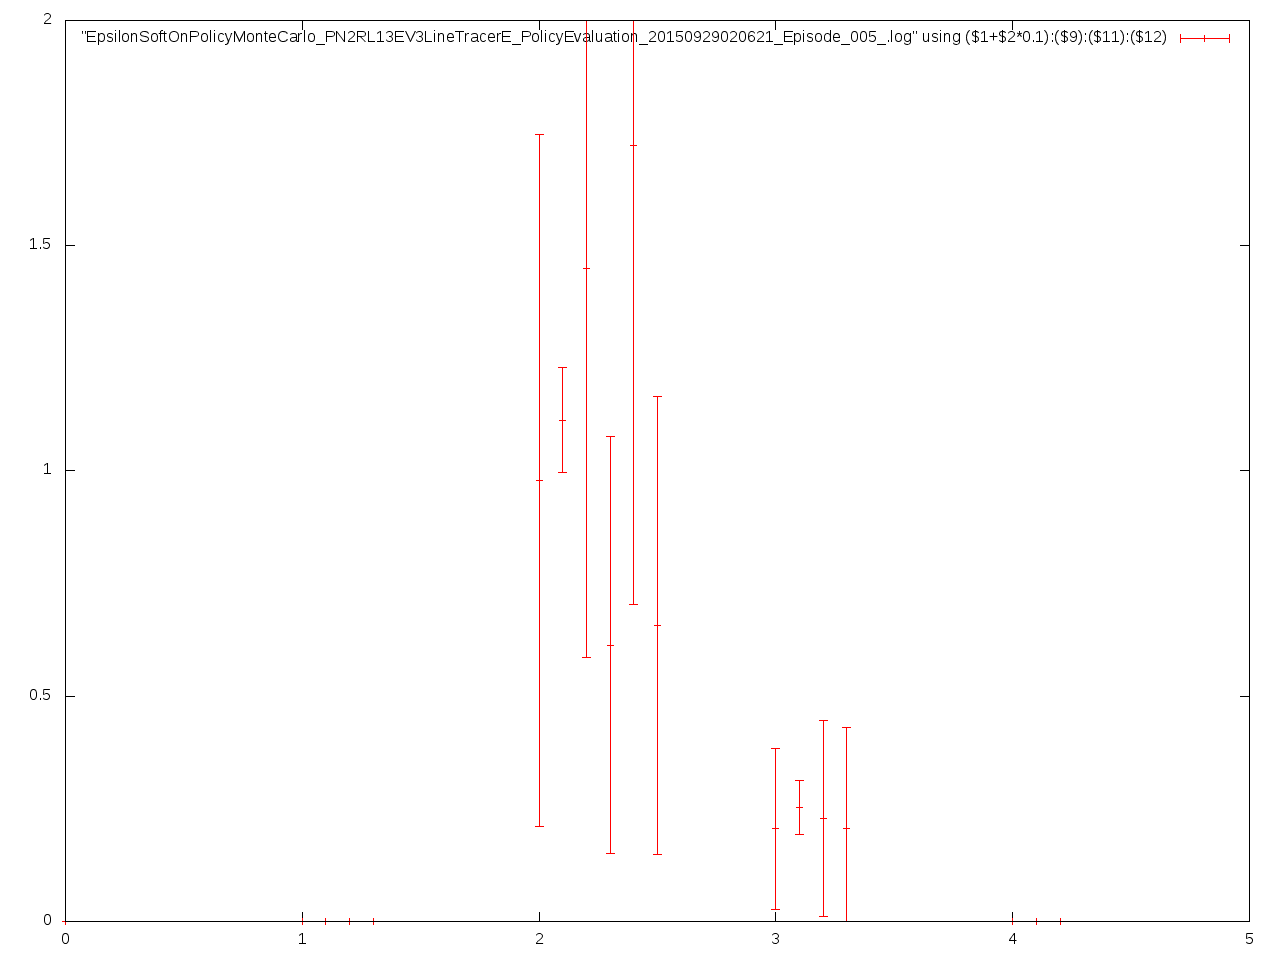 2
"EpsilonSoftOnPolicyMonteCarlo_PN2RL13EV3LineTracerE_PolicyEvaluation_20150929020621_Episode_005_.log" using ($1+$2*0.1):($9):($11):($12)
1.5
1
0.5
0
0 1 2 3 4 5